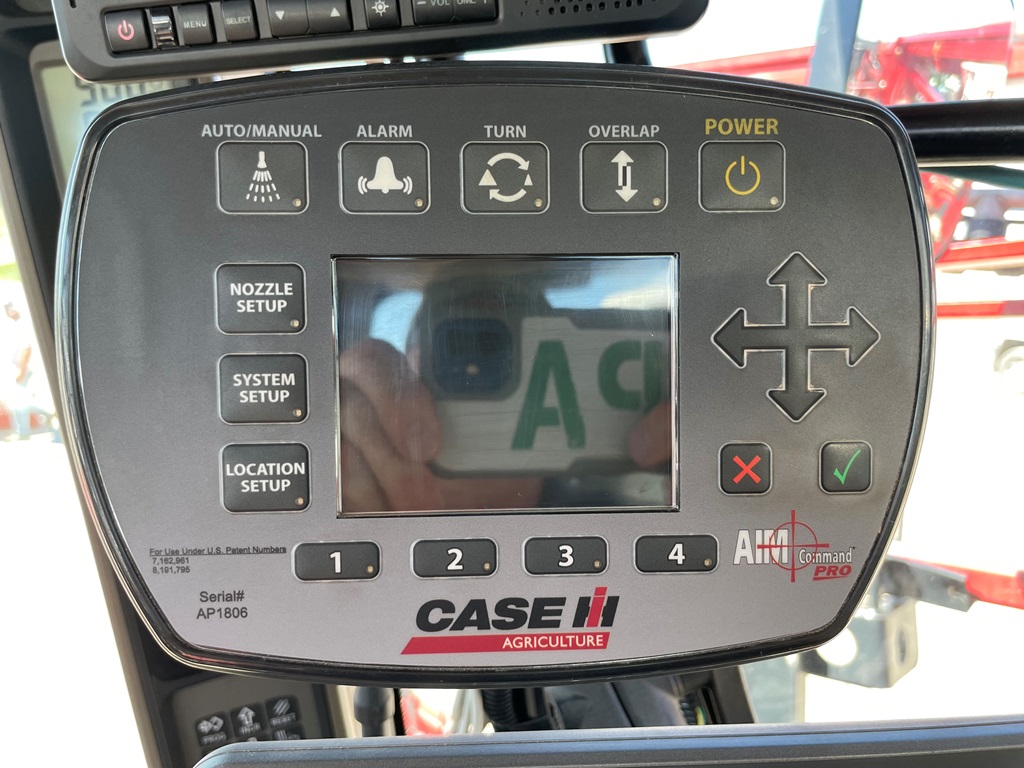 MENU SELECT - VOLUME +
AUTO/MANUAL ALARM TURN OVERLAP POWER
NOZZLE
SETUP
SYSTEM
SETUP
LOCATION
SETUP
For Use Under U.S. Patent Numbers
7,162,961
8,191,795
1 2 3 4
AIM Command
PRO
Serial#
AP1806
CASE IH
AGRICULTURE